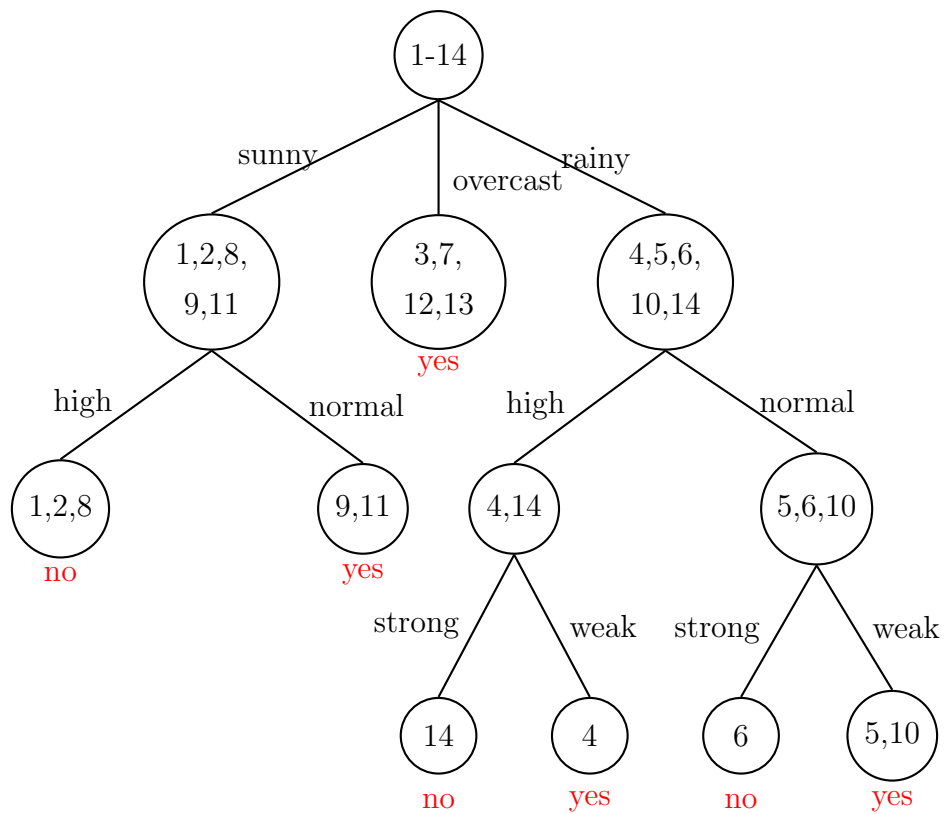 1-14
sunny
overcast
rainy
1,2,8,
9,11
3,7,
12,13
4,5,6,
10,14
yes
high
normal
high
normal
1,2,8
9,11
4,14
5,6,10
no
yes
strong
weak
strong
weak
14
4
6
5,10
no
yes
no
yes